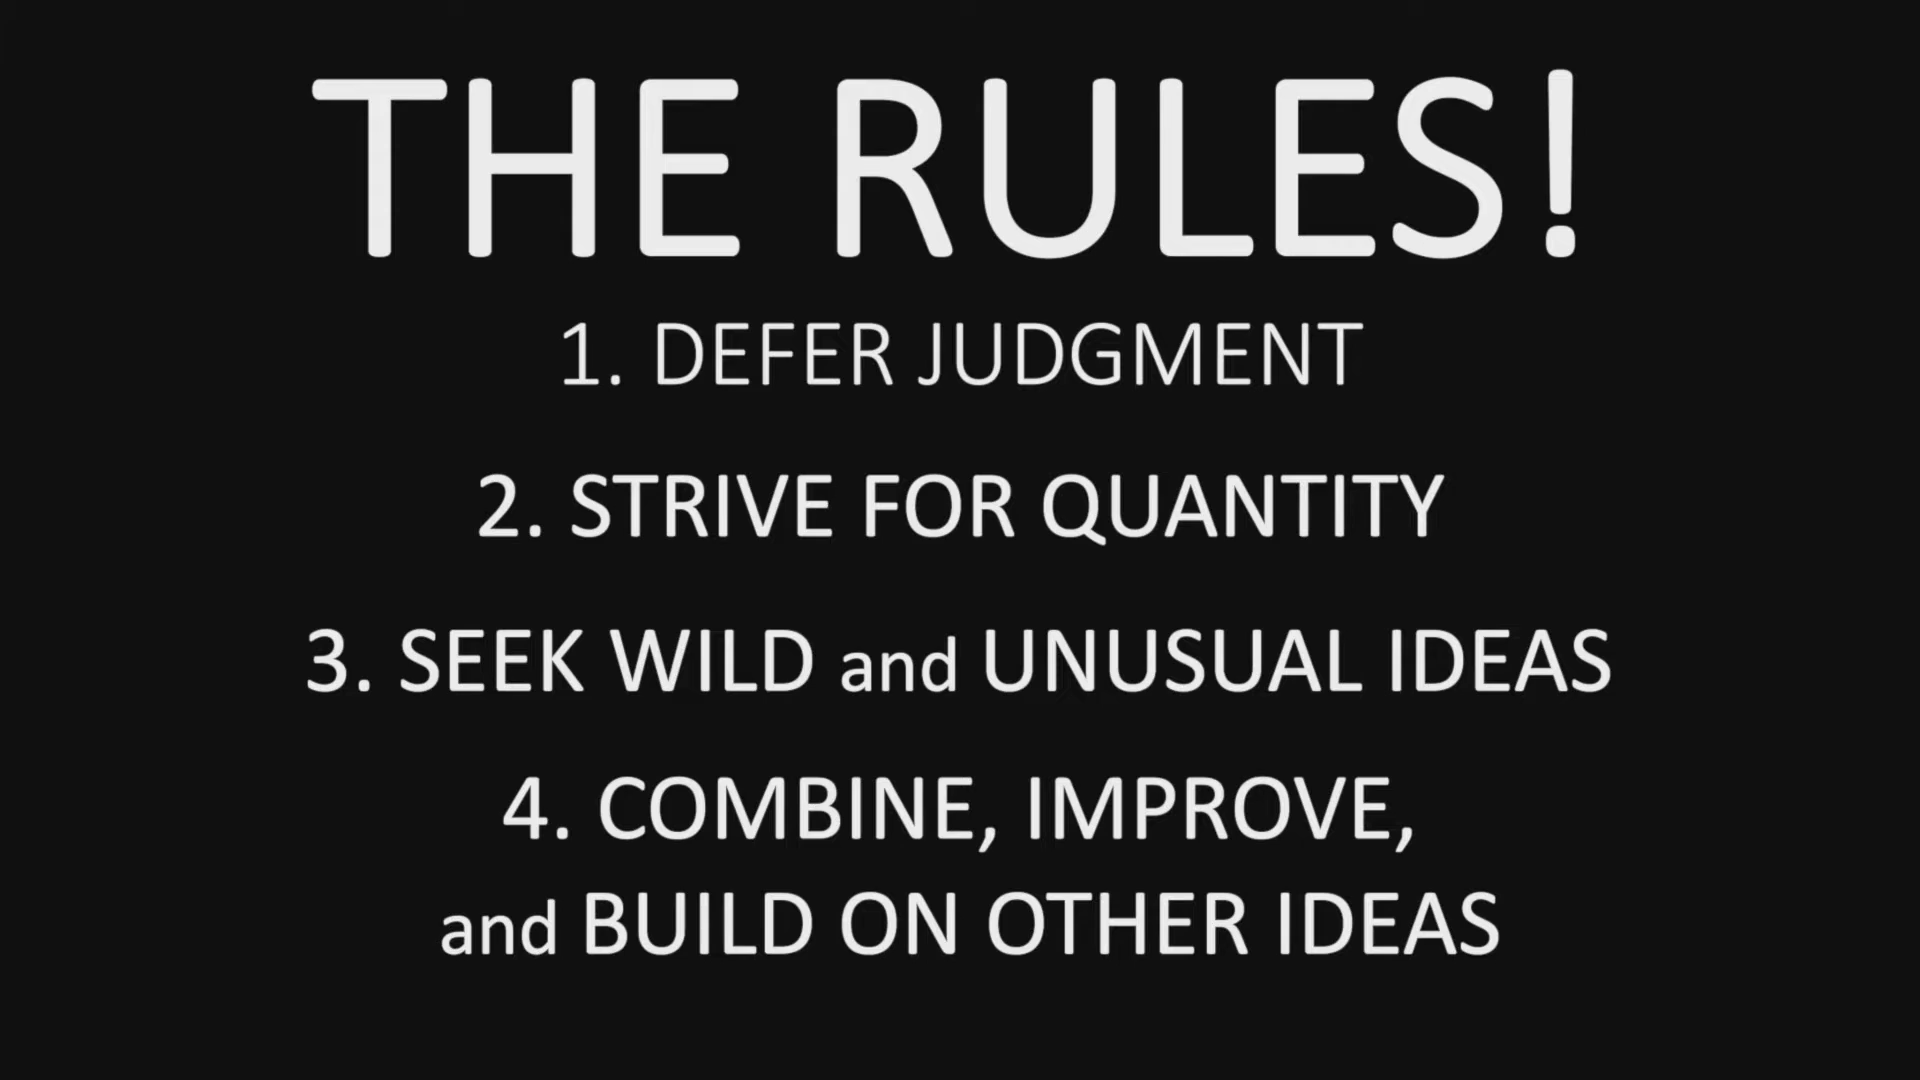 THE RULES!
1. DEFER JUDGMENT
2. STRIVE FOR QUANTITY
3. SEEK WILD and UNUSUAL IDEAS
4. COMBINE, IMPROVE,
and BUILD ON OTHER IDEAS